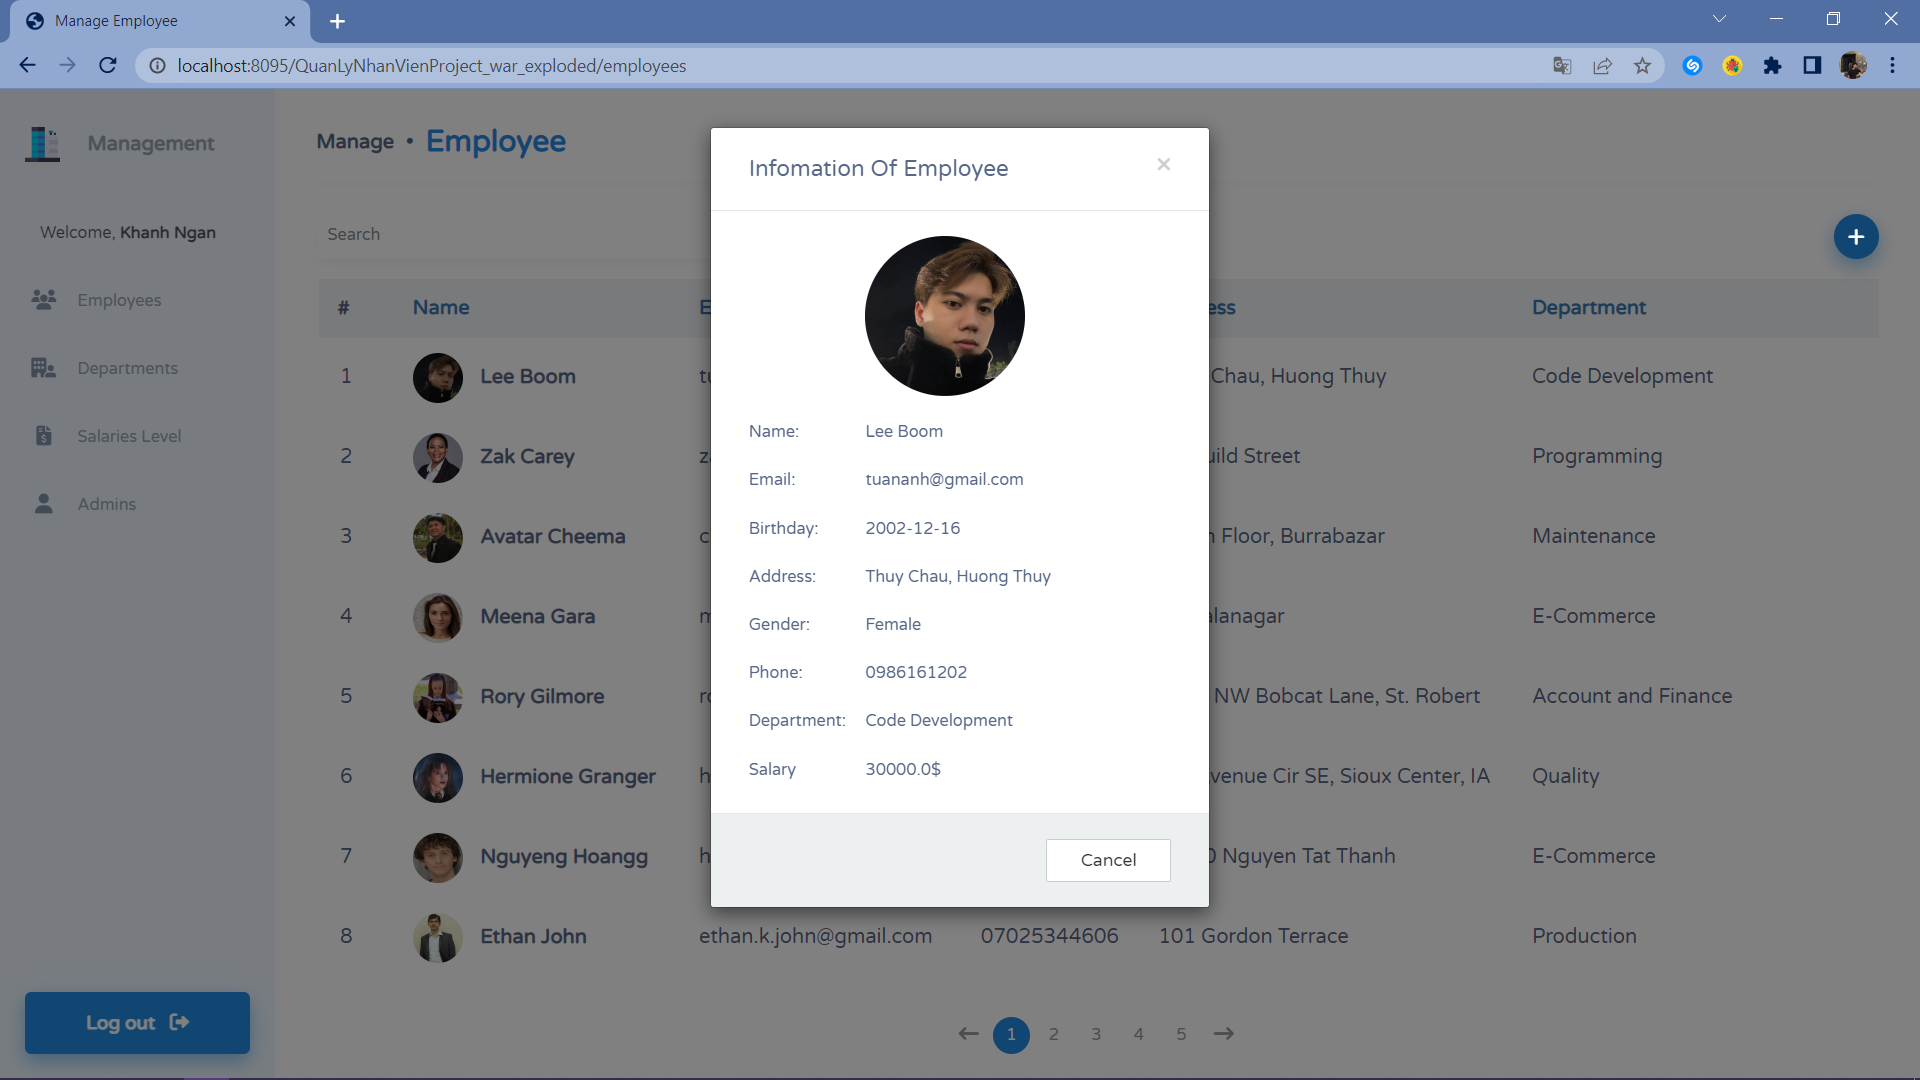 Manage Employee
localhost:8095/QuanLyNhanVienProject_war_exploded/employees
Management
Manage • Employee
Welcome, Khanh Ngan
Employees
Departments
Salaries Level
Admins
Log out
Search
+
# Name Department
1 Lee Boom Chau, Huong Thuy Code Development
2 Zak Carey Street Programming
3 Avatar Cheema Floor, Burrabazar Maintenance
4 Meena Gara E-Commerce
5 Rory Gilmore NW Bobcat Lane, St. Robert Account and Finance
6 Hermione Granger Cir SE, Sioux Center, IA Quality
7 Nguyeng Hoangg Nguyen Tat Thanh E-Commerce
8 Ethan John ethan.k.john@gmail.com 07025344606 101 Gordon Terrace Production
1 2 3 4 5
Infomation Of Employee
Name: Lee Boom
Email: tuananh@gmail.com
Birthday: 2002-12-16
Address: Thuy Chau, Huong Thuy
Gender: Female
Phone: 0986161202
Department: Code Development
Salary 30000.0$
Cancel